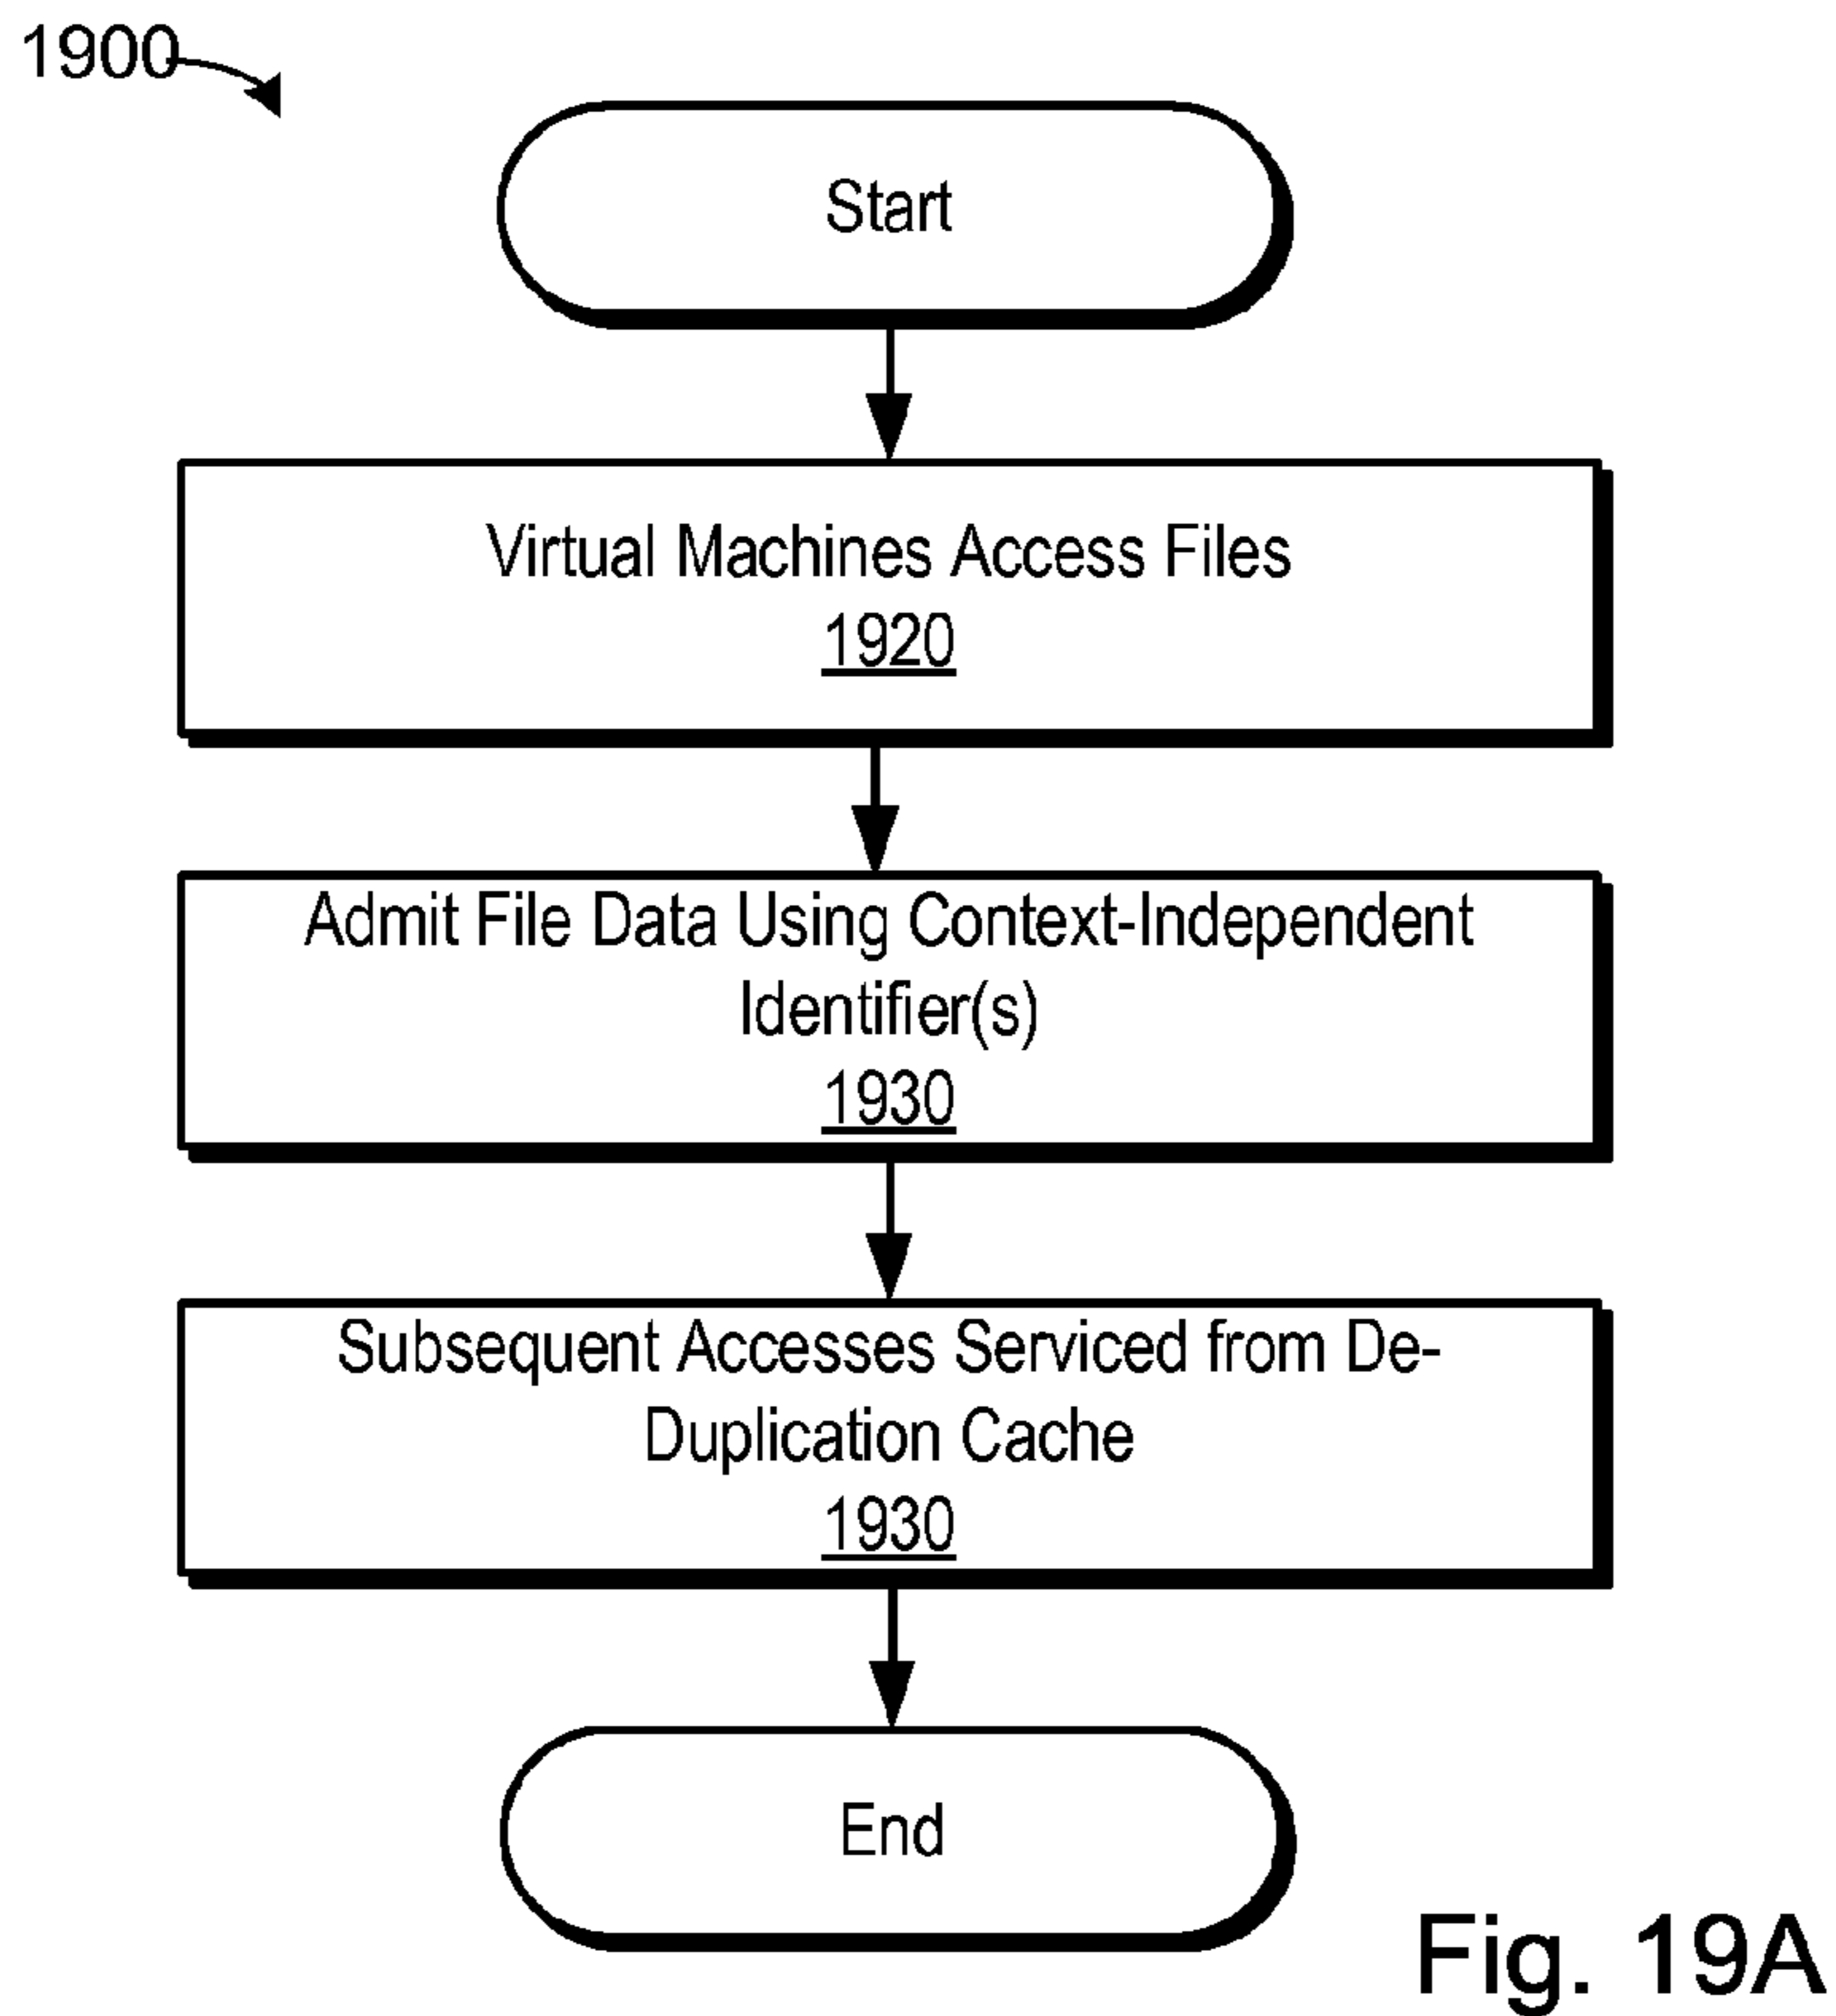 1900
Start
Virtual Machines Access Files
1920
Admit File Data Using Context-Independent
Identifier(s)
1930
Subsequent Accesses Serviced from De-
Duplication Cache
1930
End
Fig. 19A